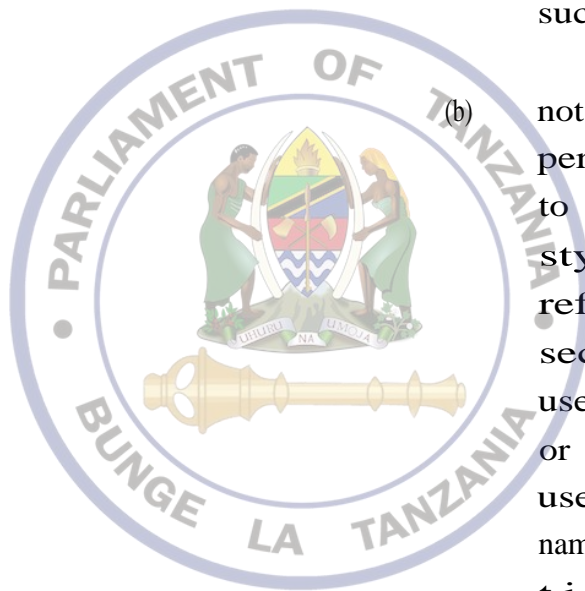 suc
PARLIAMENT OF TANZANIA
(b) not
per
to
sty
ref
sec
use
or
use
nam
UHURU NA UMOJA
BUNGE LA TANZANIA